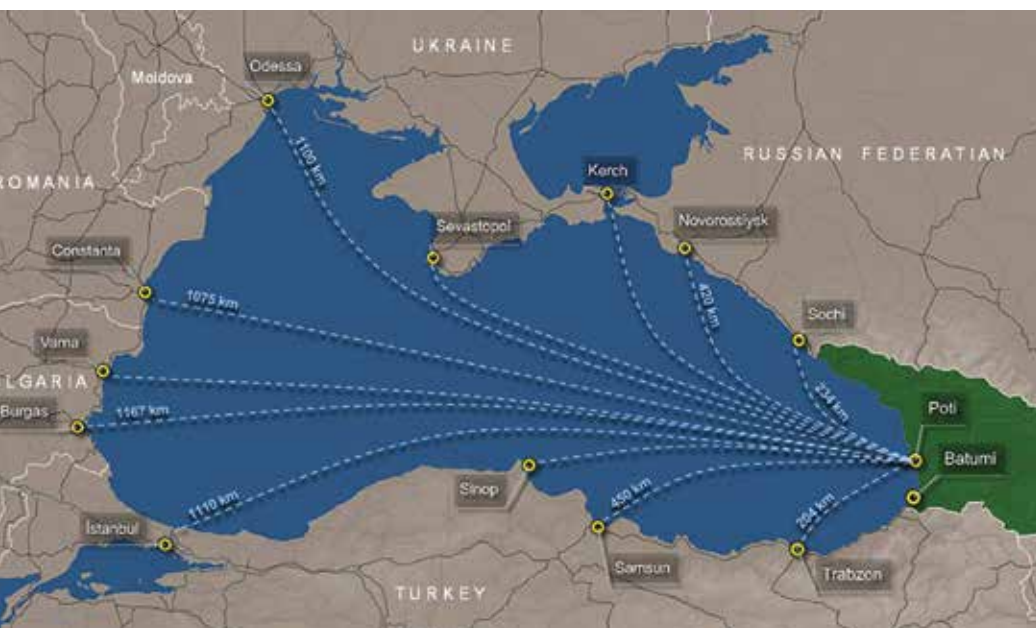 UKRAINE
Odessa
Moldova
1100 km
RUSSIAN FEDERATIAN
Kerch
ROMANIA
Novorossiysk
Sevastopol
Constanta
1075 km
420 km
Sochi
Varna
LGARIA
Burgas
1167 km
234 km
Poti
Batumi
1110 km
Sinop
450 km
204 km
İstanbul
Samsun
Trabzon
TURKEY